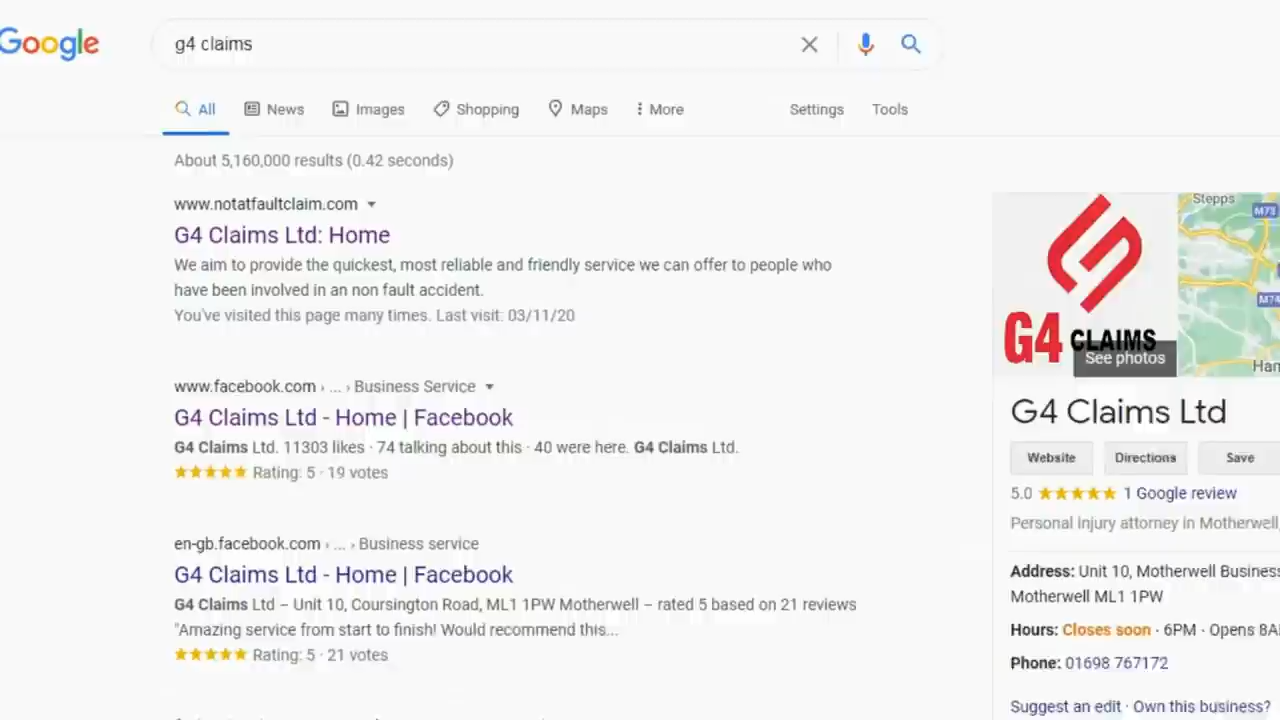 Google
g4 claims
All News Images Shopping Maps More Settings Tools
About 5,160,000 results (0.42 seconds)
www.notatfaultclaim.com
G4 Claims Ltd: Home
We aim to provide the quickest, most reliable and friendly service we can offer to people who
have been involved in an non fault accident.
You've visited this page many times. Last visit: 03/11/20
www.facebook.com › ... › Business Service
G4 Claims Ltd - Home | Facebook
G4 Claims Ltd. 11303 likes · 74 talking about this · 40 were here. G4 Claims Ltd.
Rating: 5 · 19 votes
en-gb.facebook.com › ... › Business service
G4 Claims Ltd - Home | Facebook
G4 Claims Ltd – Unit 10, Coursington Road, ML1 1PW Motherwell – rated 5 based on 21 reviews
"Amazing service from start to finish! Would recommend this...
Rating: 5 · 21 votes
G4 CLAIMS
See photos
Stepps
M73
M74
Ham
G4 Claims Ltd
Website Directions Save
5.0 1 Google review
Personal injury attorney in Motherwell,
Address: Unit 10, Motherwell Business
Motherwell ML1 1PW
Hours: Closes soon · 6PM · Opens 8A
Phone: 01698 767172
Suggest an edit · Own this business?